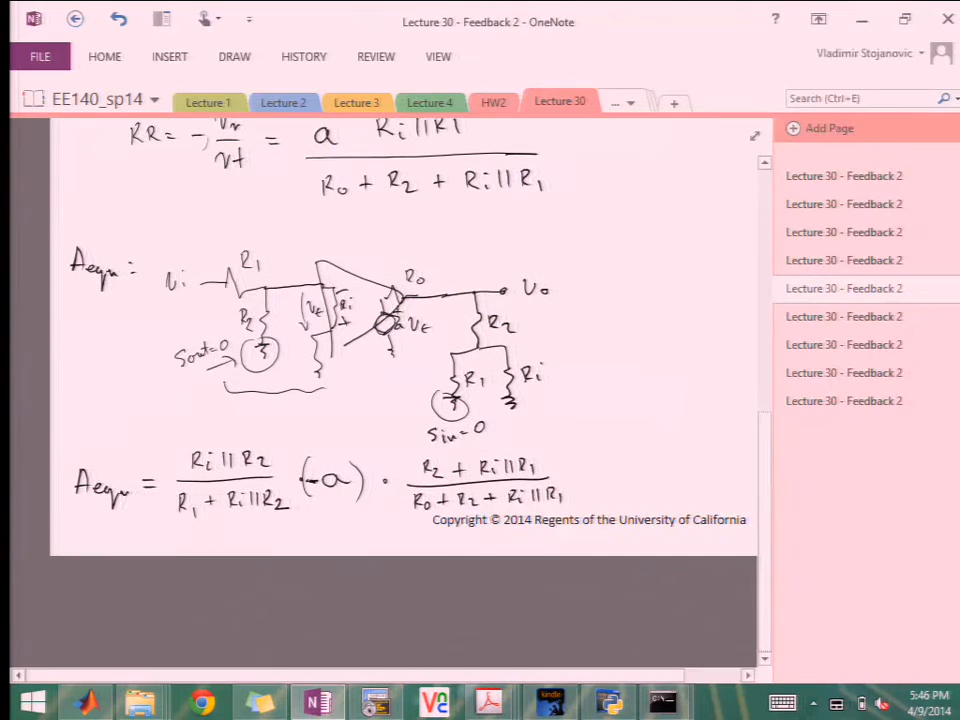 Lecture 30 - Feedback 2 - OneNote
FILE HOME INSERT DRAW HISTORY REVIEW VIEW
Vladimir Stojanovic
EE140_sp14 Lecture 1 Lecture 2 Lecture 3 Lecture 4 HW2 Lecture 30 ...
Search (Ctrl+E)
Add Page
Lecture 30 - Feedback 2
Lecture 30 - Feedback 2
Lecture 30 - Feedback 2
Lecture 30 - Feedback 2
Lecture 30 - Feedback 2
Lecture 30 - Feedback 2
Lecture 30 - Feedback 2
Lecture 30 - Feedback 2
Lecture 30 - Feedback 2
RR = - vr / vt = a Ri||R1
Ro + R2 + Ri||R1
Aeqn: vi R1 R2 vt Ri Ro a vt vo
R2
Sout=0
R1 Ri
Sin=0
Aeqn = Ri||R2 / R1 + Ri||R2 (-a) · R2 + Ri||R1 / Ro+R2 + Ri||R1
Copyright © 2014 Regents of the University of California
kindle
5:46 PM
4/9/2014